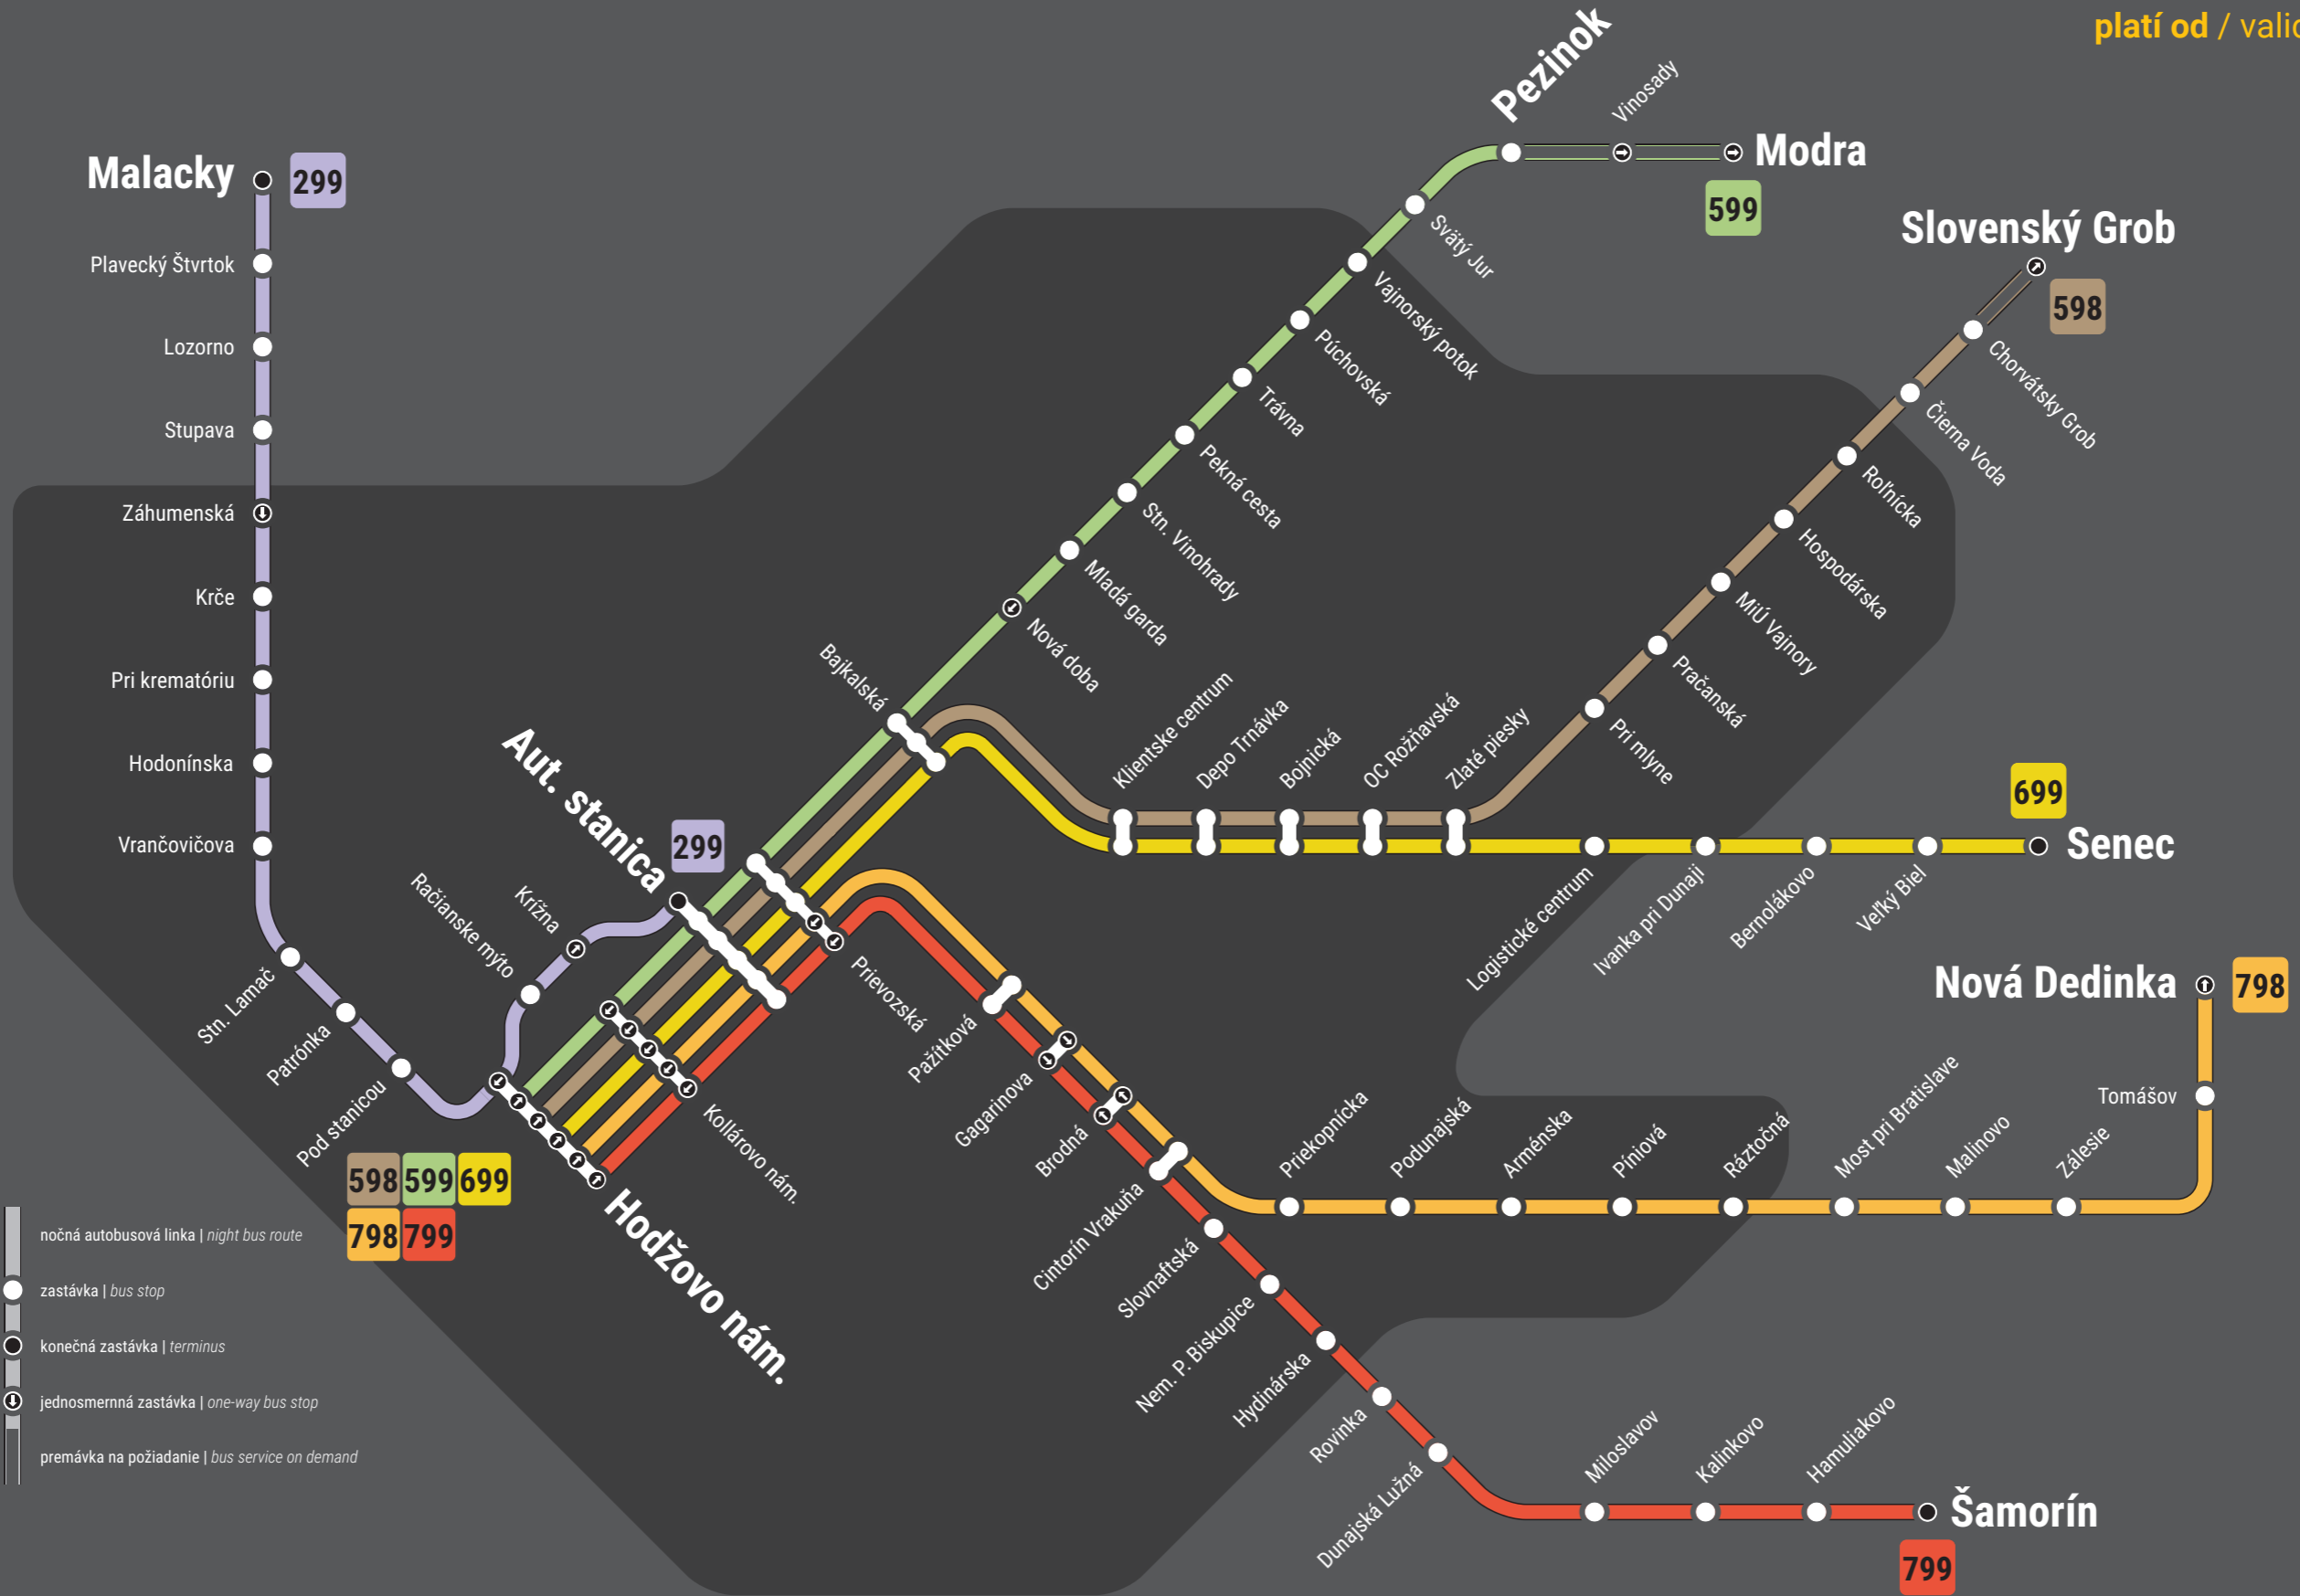 platí od / valid
Pezinok
Vinosady
Modra
599
Malacky
299
Slovenský Grob
598
Plavecký Štvrtok
Lozorno
Stupava
Záhumenská
Krče
Pri krematóriu
Hodonínska
Vrančovičova
Stn. Lamač
Patrónka
Pod stanicou
Račianske mýto
Krížna
Aut. stanica
299
Svätý Jur
Vajnorský potok
Púchovská
Trávna
Pekná cesta
Stn. Vinohrady
Mladá garda
Nová doba
Bajkalská
Chorvátsky Grob
Čierna Voda
Roľnícka
Hospodárska
MiÚ Vajnory
Pračanská
Pri mlyne
Klientske centrum
Depo Trnávka
Bojnická
OC Rožňavská
Zlaté piesky
699
Senec
Logistické centrum
Ivanka pri Dunaji
Bernolákovo
Veľký Biel
Prievozská
Kollárovo nám.
Hodžovo nám.
598 599 699
798 799
Pažítková
Gagarinova
Brodná
Cintorín Vrakuňa
Slovnaftská
Nem. P. Biskupice
Hydinárska
Rovinka
Dunajská Lužná
Miloslavov
Kalinkovo
Hamuliakovo
Šamorín
799
Priekopnícka
Podunajská
Arménska
Píniová
Ráztočná
Most pri Bratislave
Malinovo
Zálesie
Tomášov
Nová Dedinka
798
nočná autobusová linka | night bus route
zastávka | bus stop
konečná zastávka | terminus
jednosmernná zastávka | one-way bus stop
premávka na požiadanie | bus service on demand